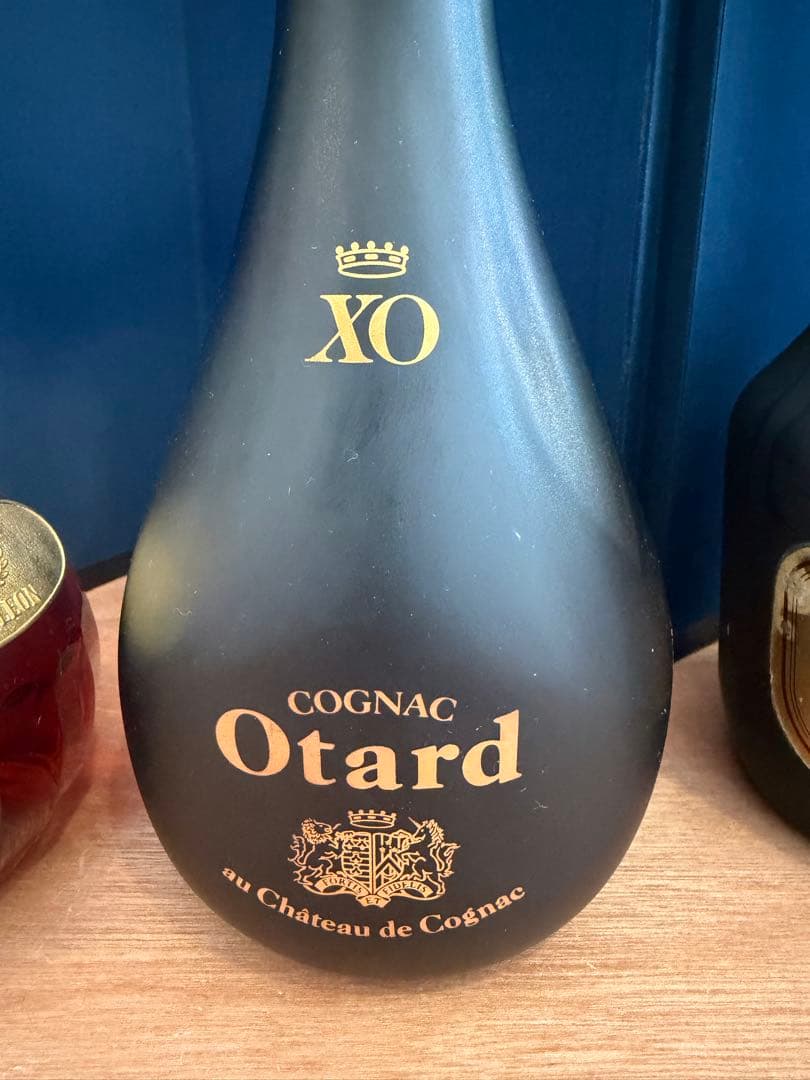 XO
COGNAC
Otard
FORTIS ET FIDELIS
au Château de Cognac